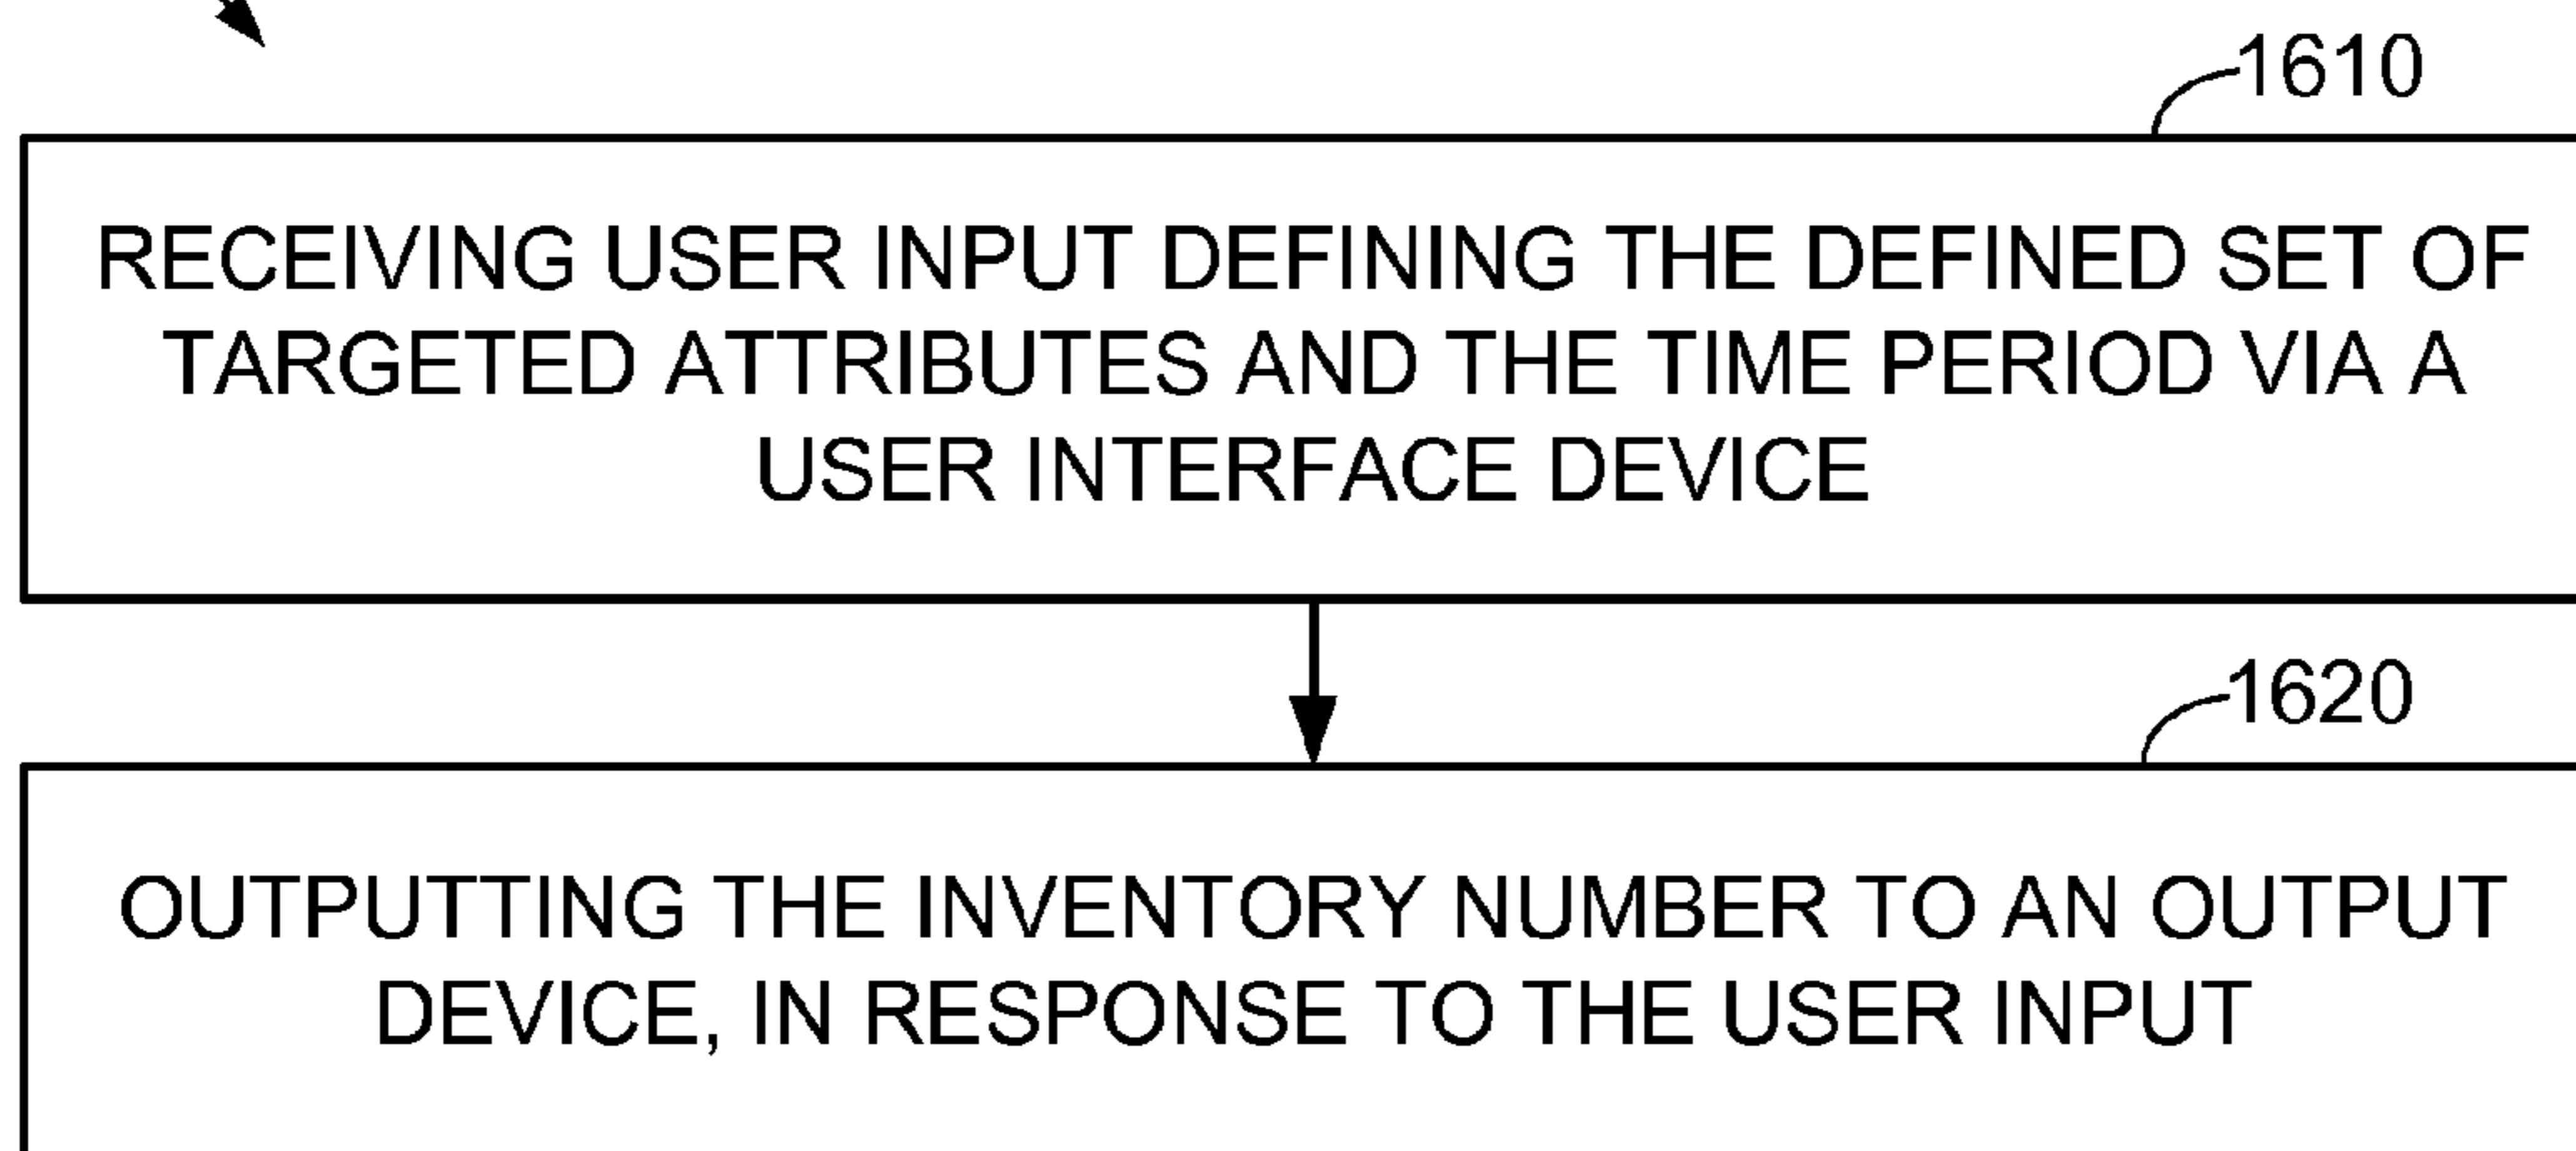 1610
RECEIVING USER INPUT DEFINING THE DEFINED SET OF
TARGETED ATTRIBUTES AND THE TIME PERIOD VIA A
USER INTERFACE DEVICE
1620
OUTPUTTING THE INVENTORY NUMBER TO AN OUTPUT
DEVICE, IN RESPONSE TO THE USER INPUT